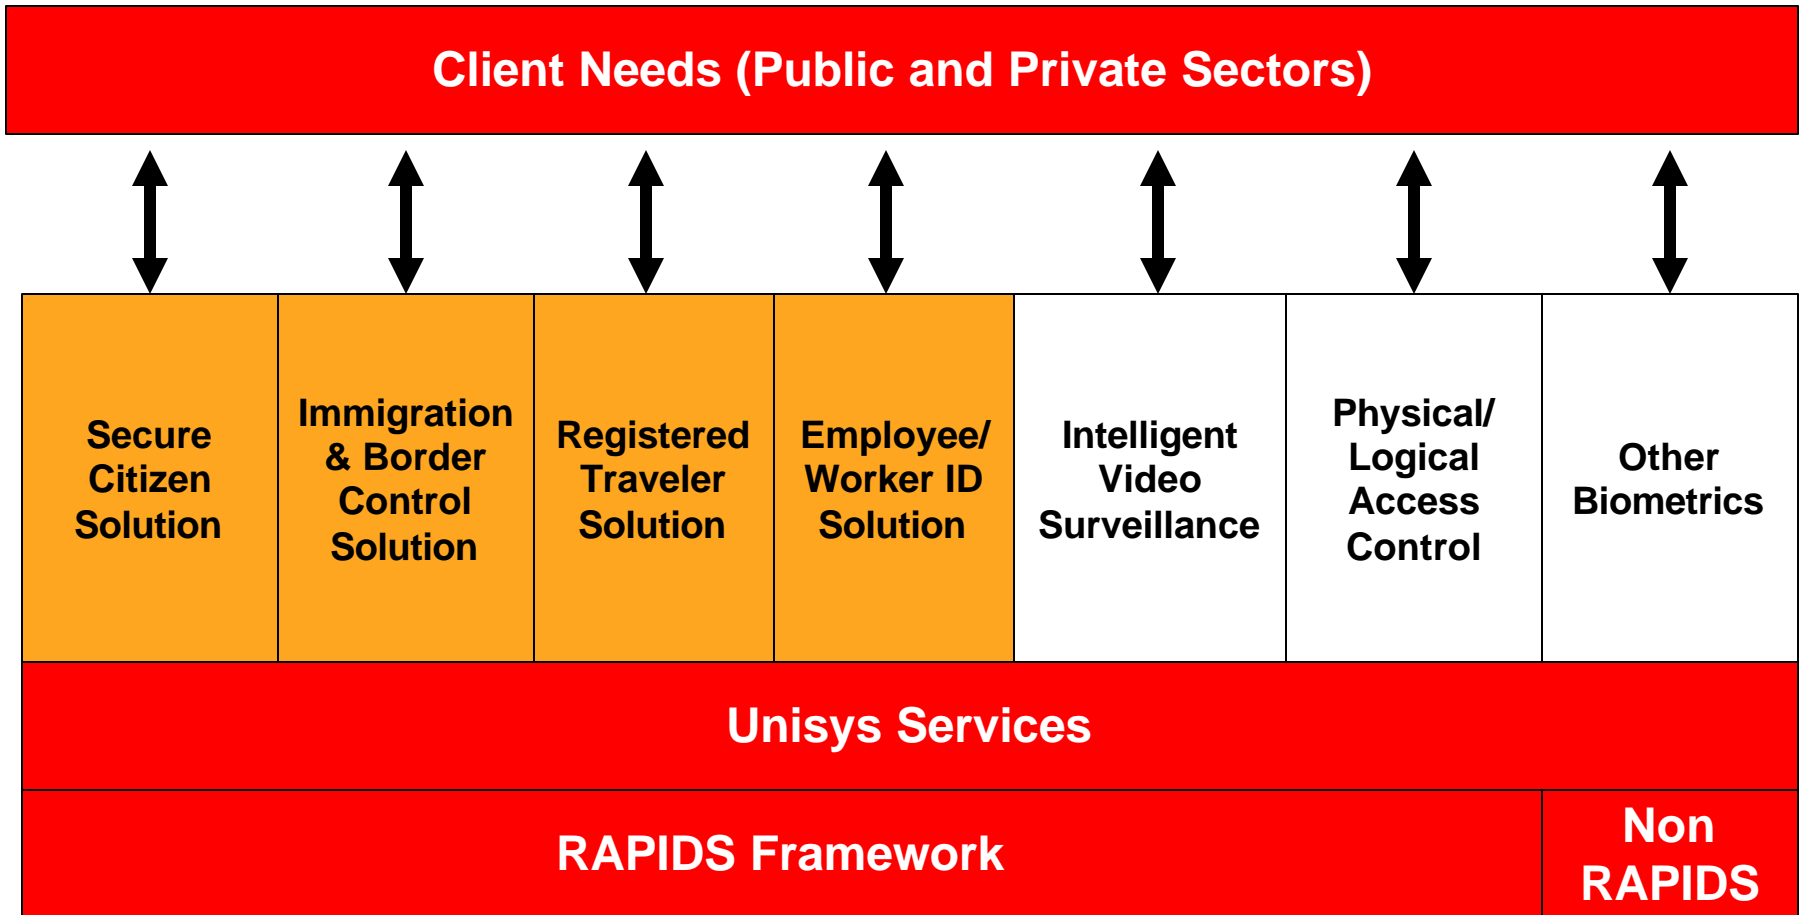 Client Needs (Public and Private Sectors)
Secure
Citizen
Solution
Immigration
& Border
Control
Solution
Registered
Traveler
Solution
Employee/
Worker ID
Solution
Intelligent
Video
Surveillance
Physical/
Logical
Access
Control
Other
Biometrics
Unisys Services
RAPIDS Framework
Non
RAPIDS